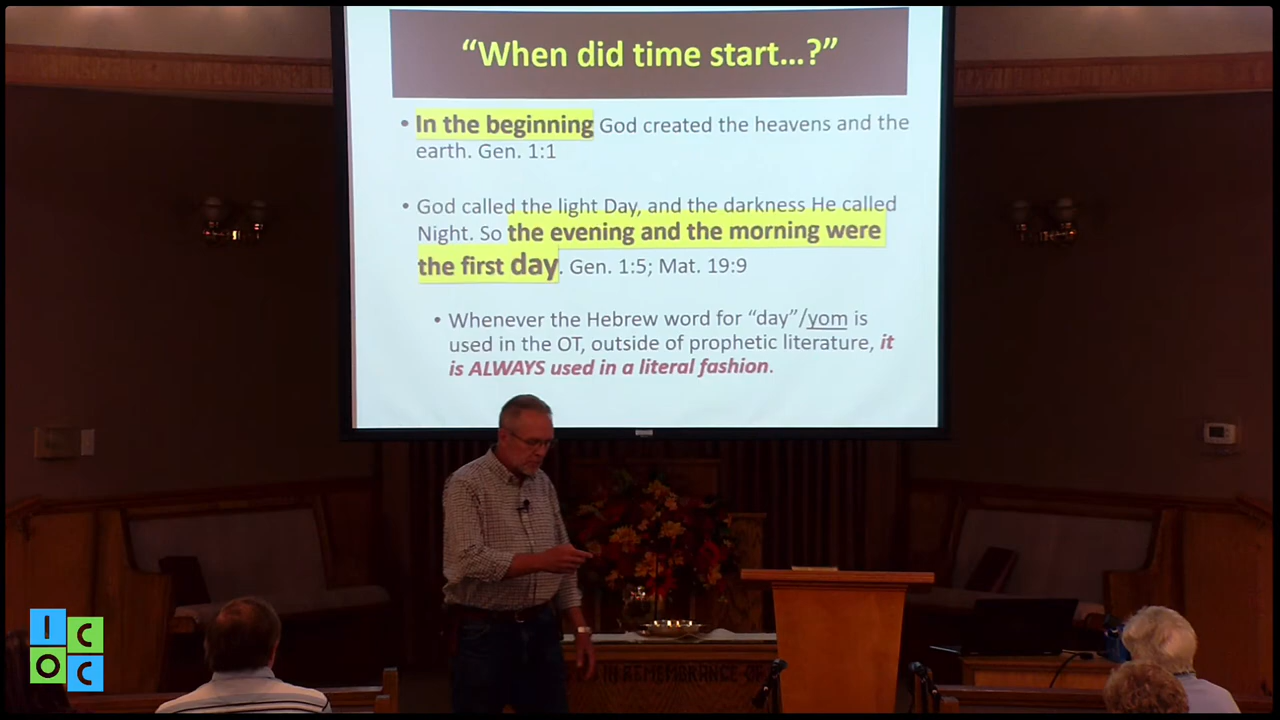 “When did time start...?”
• In the beginning God created the heavens and the
earth. Gen. 1:1
• God called the light Day, and the darkness He called
Night. So the evening and the morning were
the first day. Gen. 1:5; Mat. 19:9
• Whenever the Hebrew word for “day”/yom is
used in the OT, outside of prophetic literature, it
is ALWAYS used in a literal fashion.
IN REMEMBRANCE OF
I C
O C